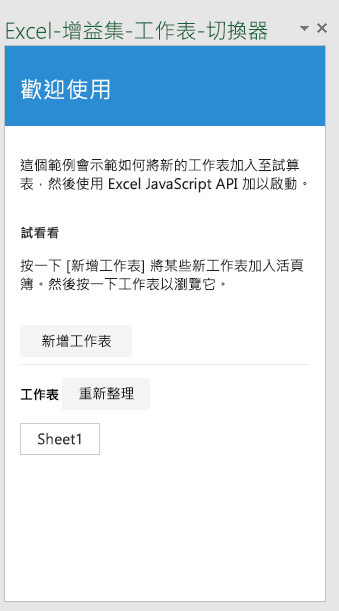 Excel-增益集-工作表-切換器
歡迎使用
這個範例會示範如何將新的工作表加入至試算
表，然後使用 Excel JavaScript API 加以啟動。
試看看
按一下 [新增工作表] 將某些新工作表加入活頁
簿。然後按一下工作表以瀏覽它。
新增工作表
工作表 重新整理
Sheet1